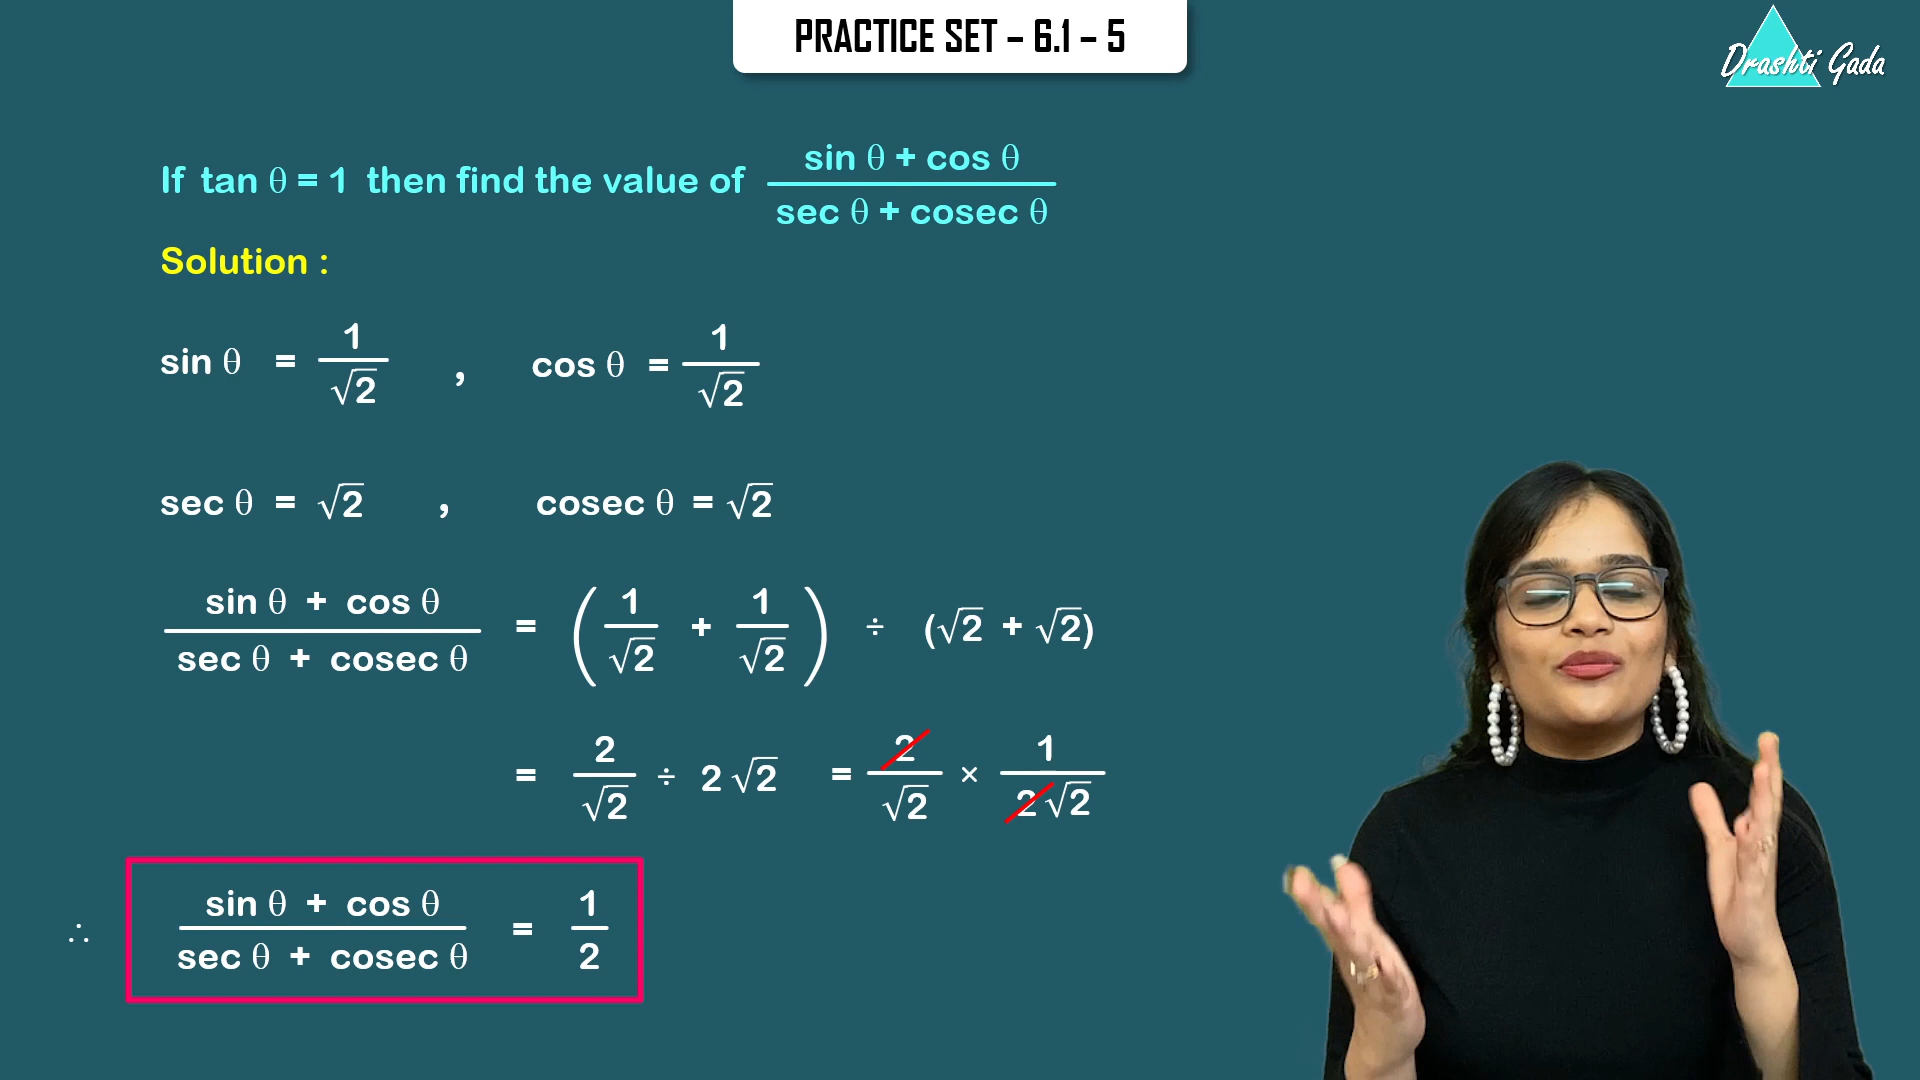 PRACTICE SET – 6.1 – 5
Drashti Gada
If tan θ = 1 then find the value of (sin θ + cos θ)/(sec θ + cosec θ)
Solution :
sin θ = 1/√2 , cos θ = 1/√2
sec θ = √2 , cosec θ = √2
(sin θ + cos θ)/(sec θ + cosec θ) = (1/√2 + 1/√2) ÷ (√2 + √2)
= 2/√2 ÷ 2 √2 = 2/√2 × 1/2√2
∴ (sin θ + cos θ)/(sec θ + cosec θ) = 1/2